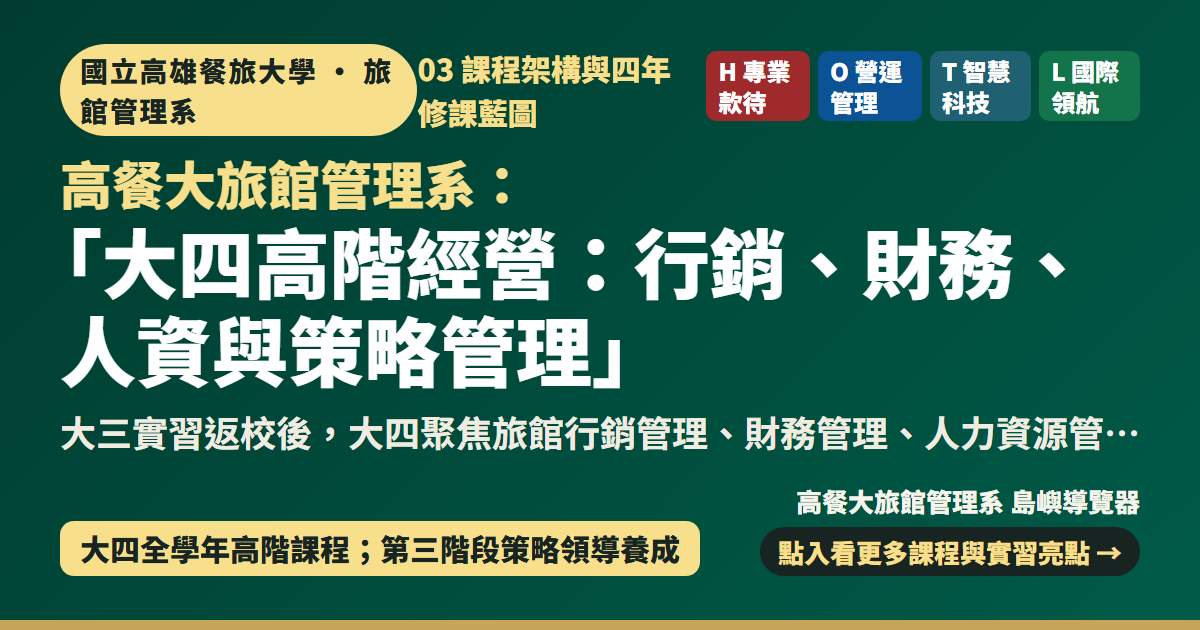 國立高雄餐旅大學 · 旅
館管理系
03 課程架構與四年
修課藍圖
H 專業
款待
O 營運
管理
T 智慧
科技
L 國際
領航
高餐大旅館管理系：
「大四高階經營：行銷、財務、
人資與策略管理」
大三實習返校後，大四聚焦旅館行銷管理、財務管理、人力資源管…
高餐大旅館管理系 島嶼導覽器
大四全學年高階課程；第三階段策略領導養成
點入看更多課程與實習亮點 →